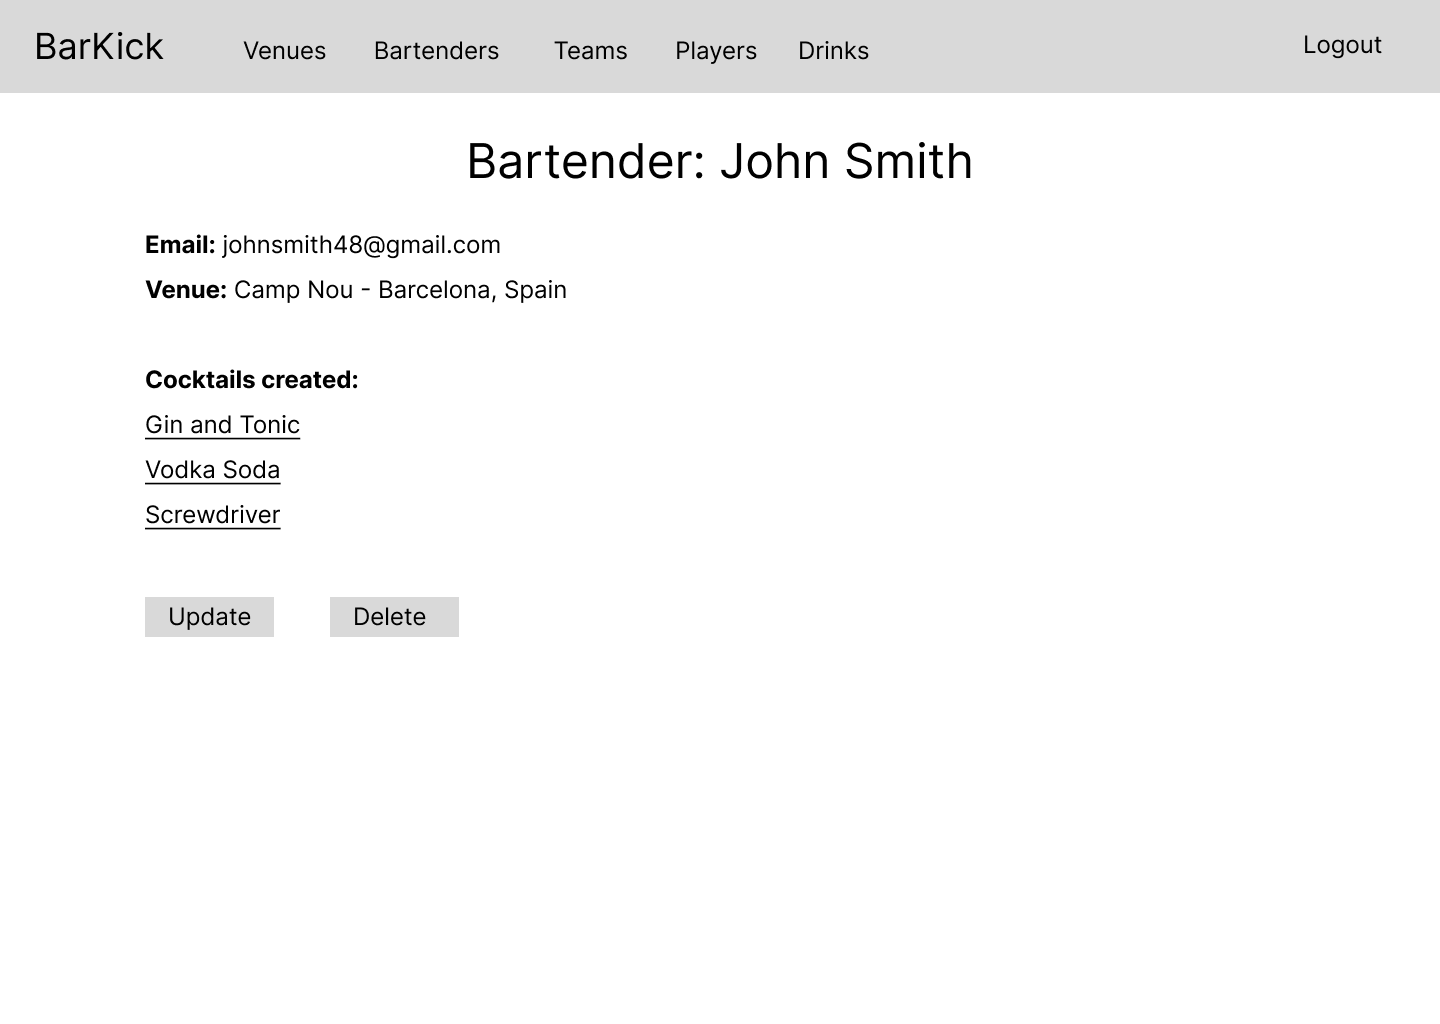 BarKick Venues Bartenders Teams Players Drinks Logout
Bartender: John Smith
Email: johnsmith48@gmail.com
Venue: Camp Nou - Barcelona, Spain
Cocktails created:
Gin and Tonic
Vodka Soda
Screwdriver
Update Delete